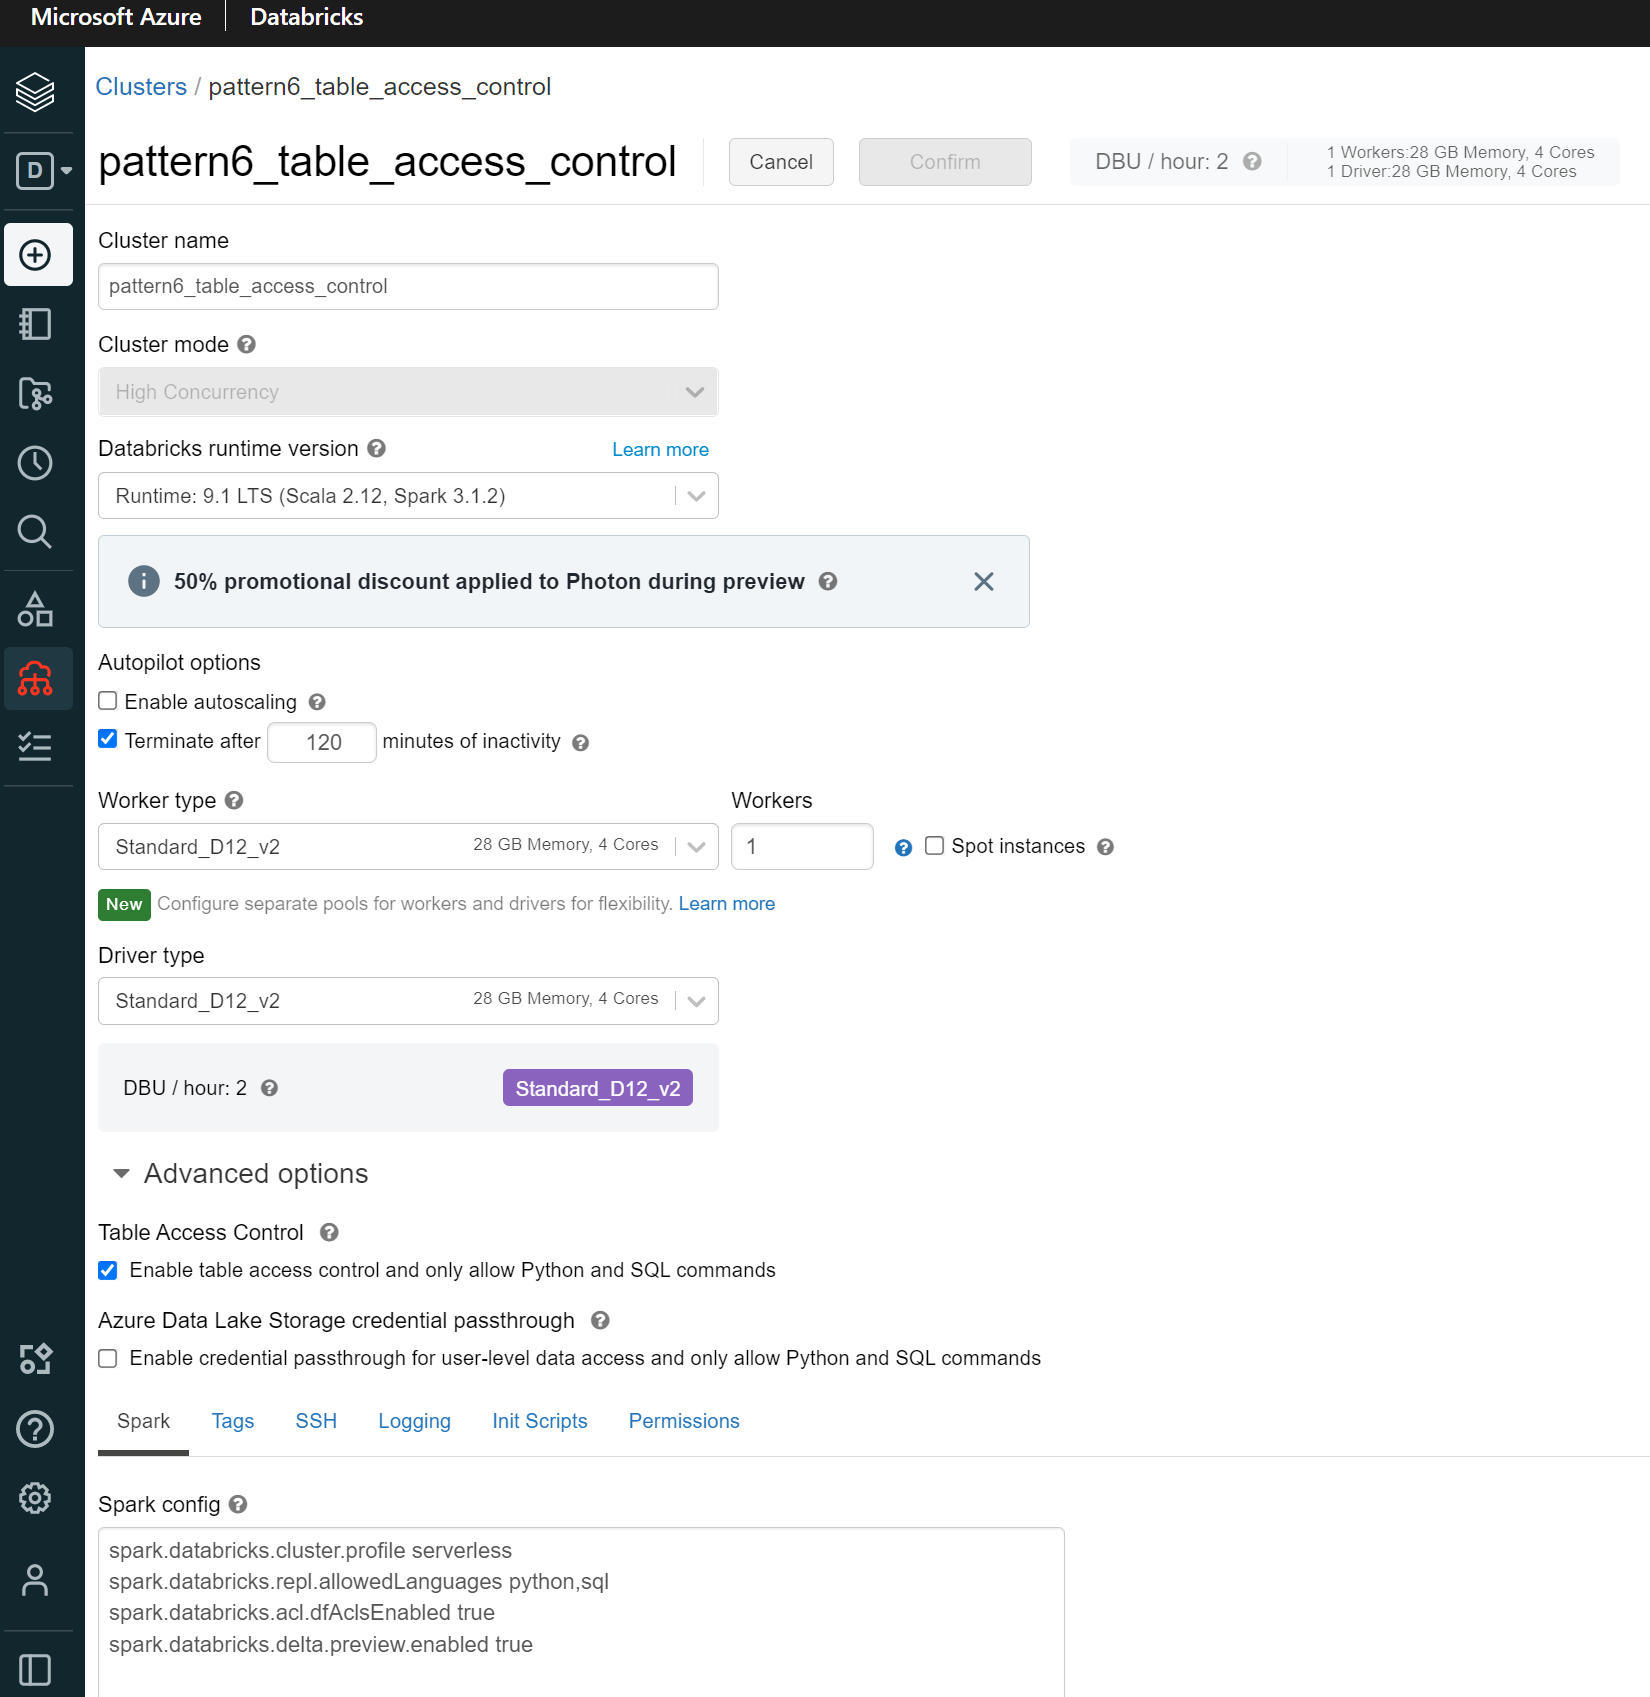 Microsoft Azure | Databricks
D
Clusters / pattern6_table_access_control
pattern6_table_access_control
Cancel
Confirm
DBU / hour: 2 ?
1 Workers:28 GB Memory, 4 Cores
1 Driver:28 GB Memory, 4 Cores
Cluster name
pattern6_table_access_control
Cluster mode ?
High Concurrency
Databricks runtime version ? Learn more
Runtime: 9.1 LTS (Scala 2.12, Spark 3.1.2)
i 50% promotional discount applied to Photon during preview ?
Autopilot options
Enable autoscaling ?
Terminate after 120 minutes of inactivity ?
Worker type ? Workers
Standard_D12_v2 28 GB Memory, 4 Cores 1 ? Spot instances ?
New Configure separate pools for workers and drivers for flexibility. Learn more
Driver type
Standard_D12_v2 28 GB Memory, 4 Cores
DBU / hour: 2 ? Standard_D12_v2
Advanced options
Table Access Control ?
Enable table access control and only allow Python and SQL commands
Azure Data Lake Storage credential passthrough ?
Enable credential passthrough for user-level data access and only allow Python and SQL commands
Spark Tags SSH Logging Init Scripts Permissions
Spark config ?
spark.databricks.cluster.profile serverless
spark.databricks.repl.allowedLanguages python,sql
spark.databricks.acl.dfAclsEnabled true
spark.databricks.delta.preview.enabled true